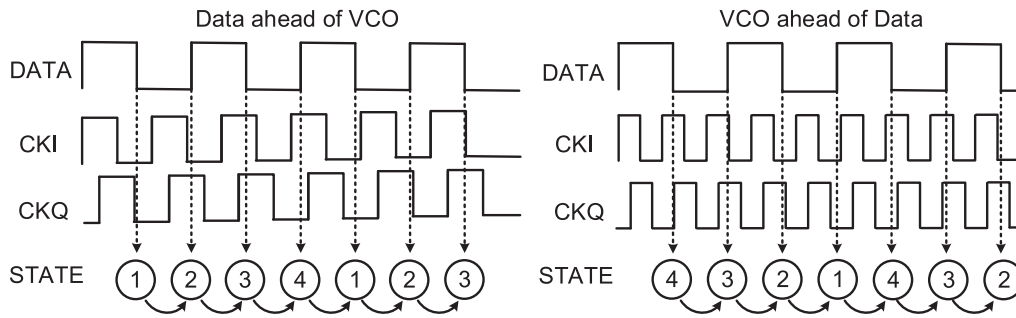 Data ahead of VCO
DATA
CKI
CKQ
STATE 1 2 3 4 1 2 3
VCO ahead of Data
DATA
CKI
CKQ
STATE 4 3 2 1 4 3 2